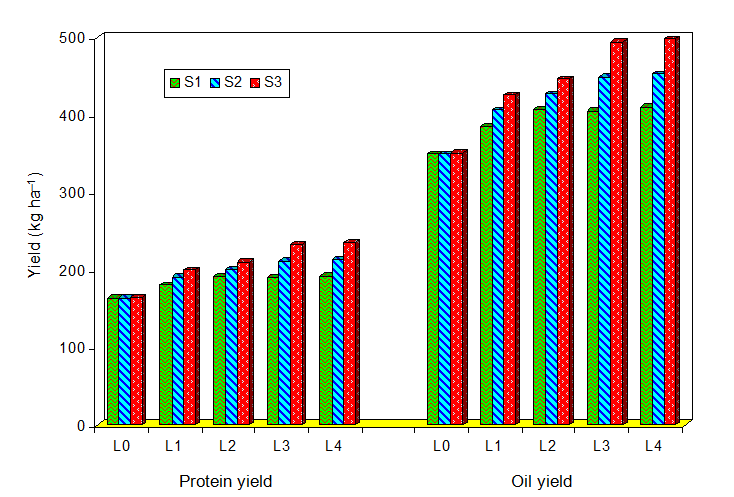 500
S1 S2 S3
400
300
200
100
0
Yield (kg ha–1)
L0 L1 L2 L3 L4 L0 L1 L2 L3 L4
Protein yield Oil yield